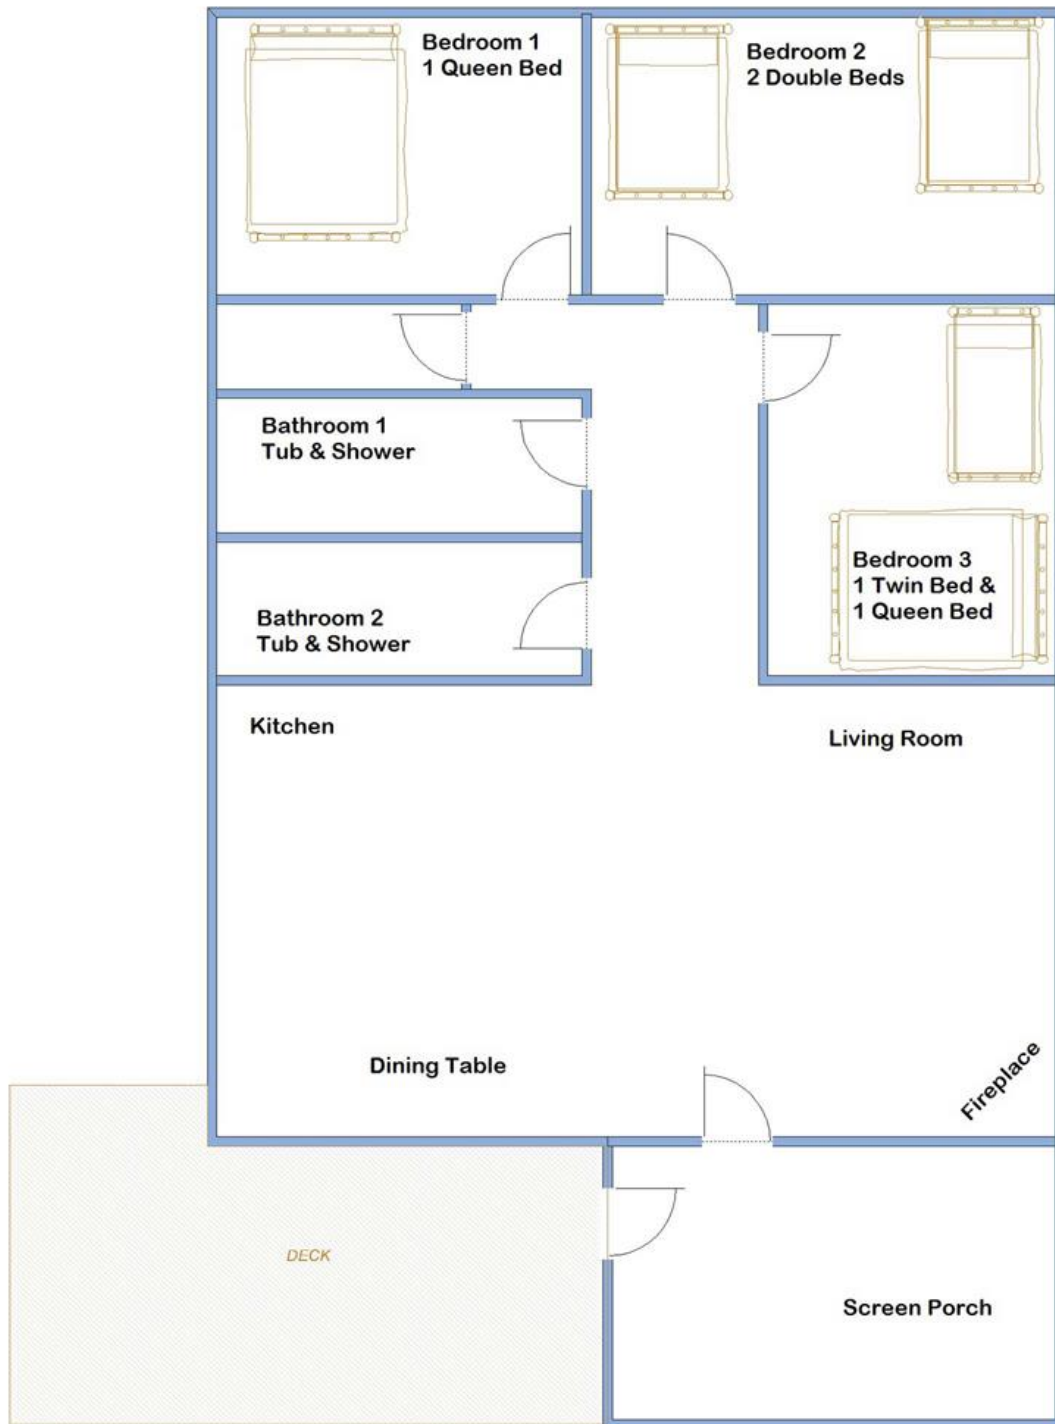 Bedroom 1
1 Queen Bed
Bedroom 2
2 Double Beds
Bathroom 1
Tub & Shower
Bedroom 3
1 Twin Bed &
1 Queen Bed
Bathroom 2
Tub & Shower
Kitchen
Living Room
Dining Table
Fireplace
DECK
Screen Porch